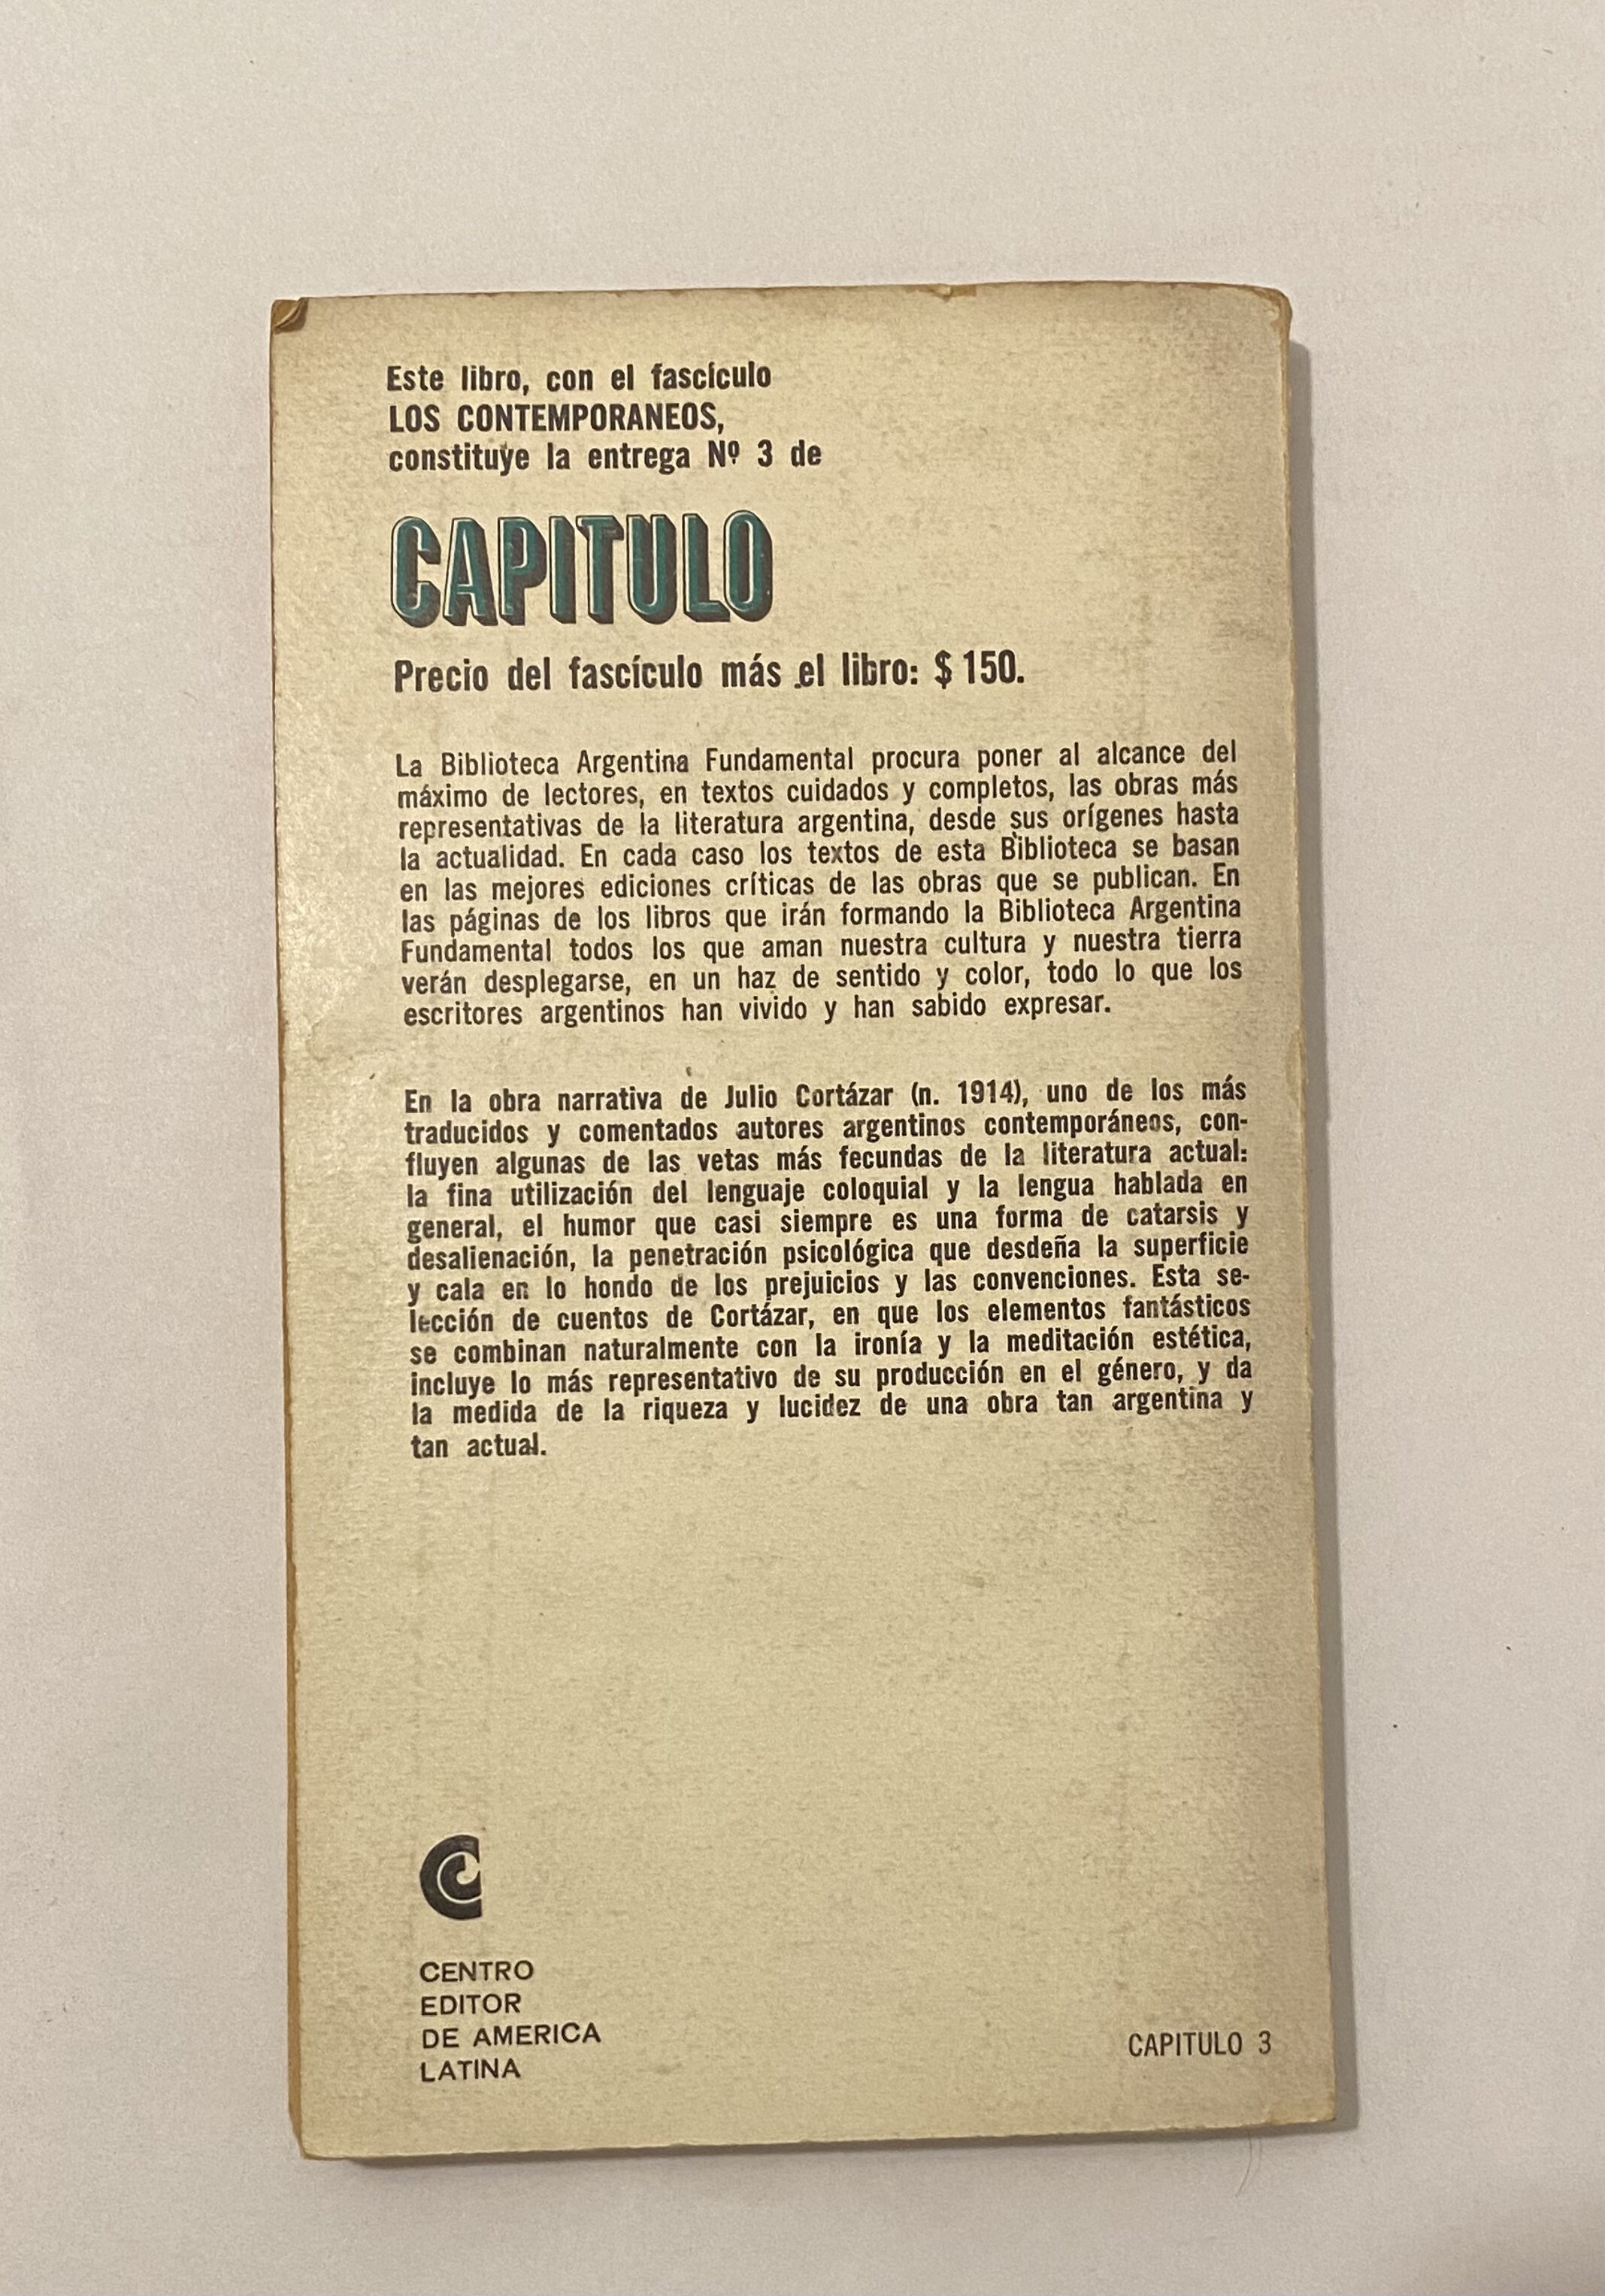 Este libro, con el fascículo
LOS CONTEMPORANEOS,
constituye la entrega Nº 3 de
CAPITULO
Precio del fascículo más el libro: $ 150.
La Biblioteca Argentina Fundamental procura poner al alcance del
máximo de lectores, en textos cuidados y completos, las obras más
representativas de la literatura argentina, desde sus orígenes hasta
la actualidad. En cada caso los textos de esta Biblioteca se basan
en las mejores ediciones críticas de las obras que se publican. En
las páginas de los libros que irán formando la Biblioteca Argentina
Fundamental todos los que aman nuestra cultura y nuestra tierra
verán desplegarse, en un haz de sentido y color, todo lo que los
escritores argentinos han vivido y han sabido expresar.
En la obra narrativa de Julio Cortázar (n. 1914), uno de los más
traducidos y comentados autores argentinos contemporáneos, con-
fluyen algunas de las vetas más fecundas de la literatura actual:
la fina utilización del lenguaje coloquial y la lengua hablada en
general, el humor que casi siempre es una forma de catarsis y
desalienación, la penetración psicológica que desdeña la superficie
y cala en lo hondo de los prejuicios y las convenciones. Esta se-
lección de cuentos de Cortázar, en que los elementos fantásticos
se combinan naturalmente con la ironía y la meditación estética,
incluye lo más representativo de su producción en el género, y da
la medida de la riqueza y lucidez de una obra tan argentina y
tan actual.
CENTRO
EDITOR
DE AMERICA
LATINA
CAPITULO 3